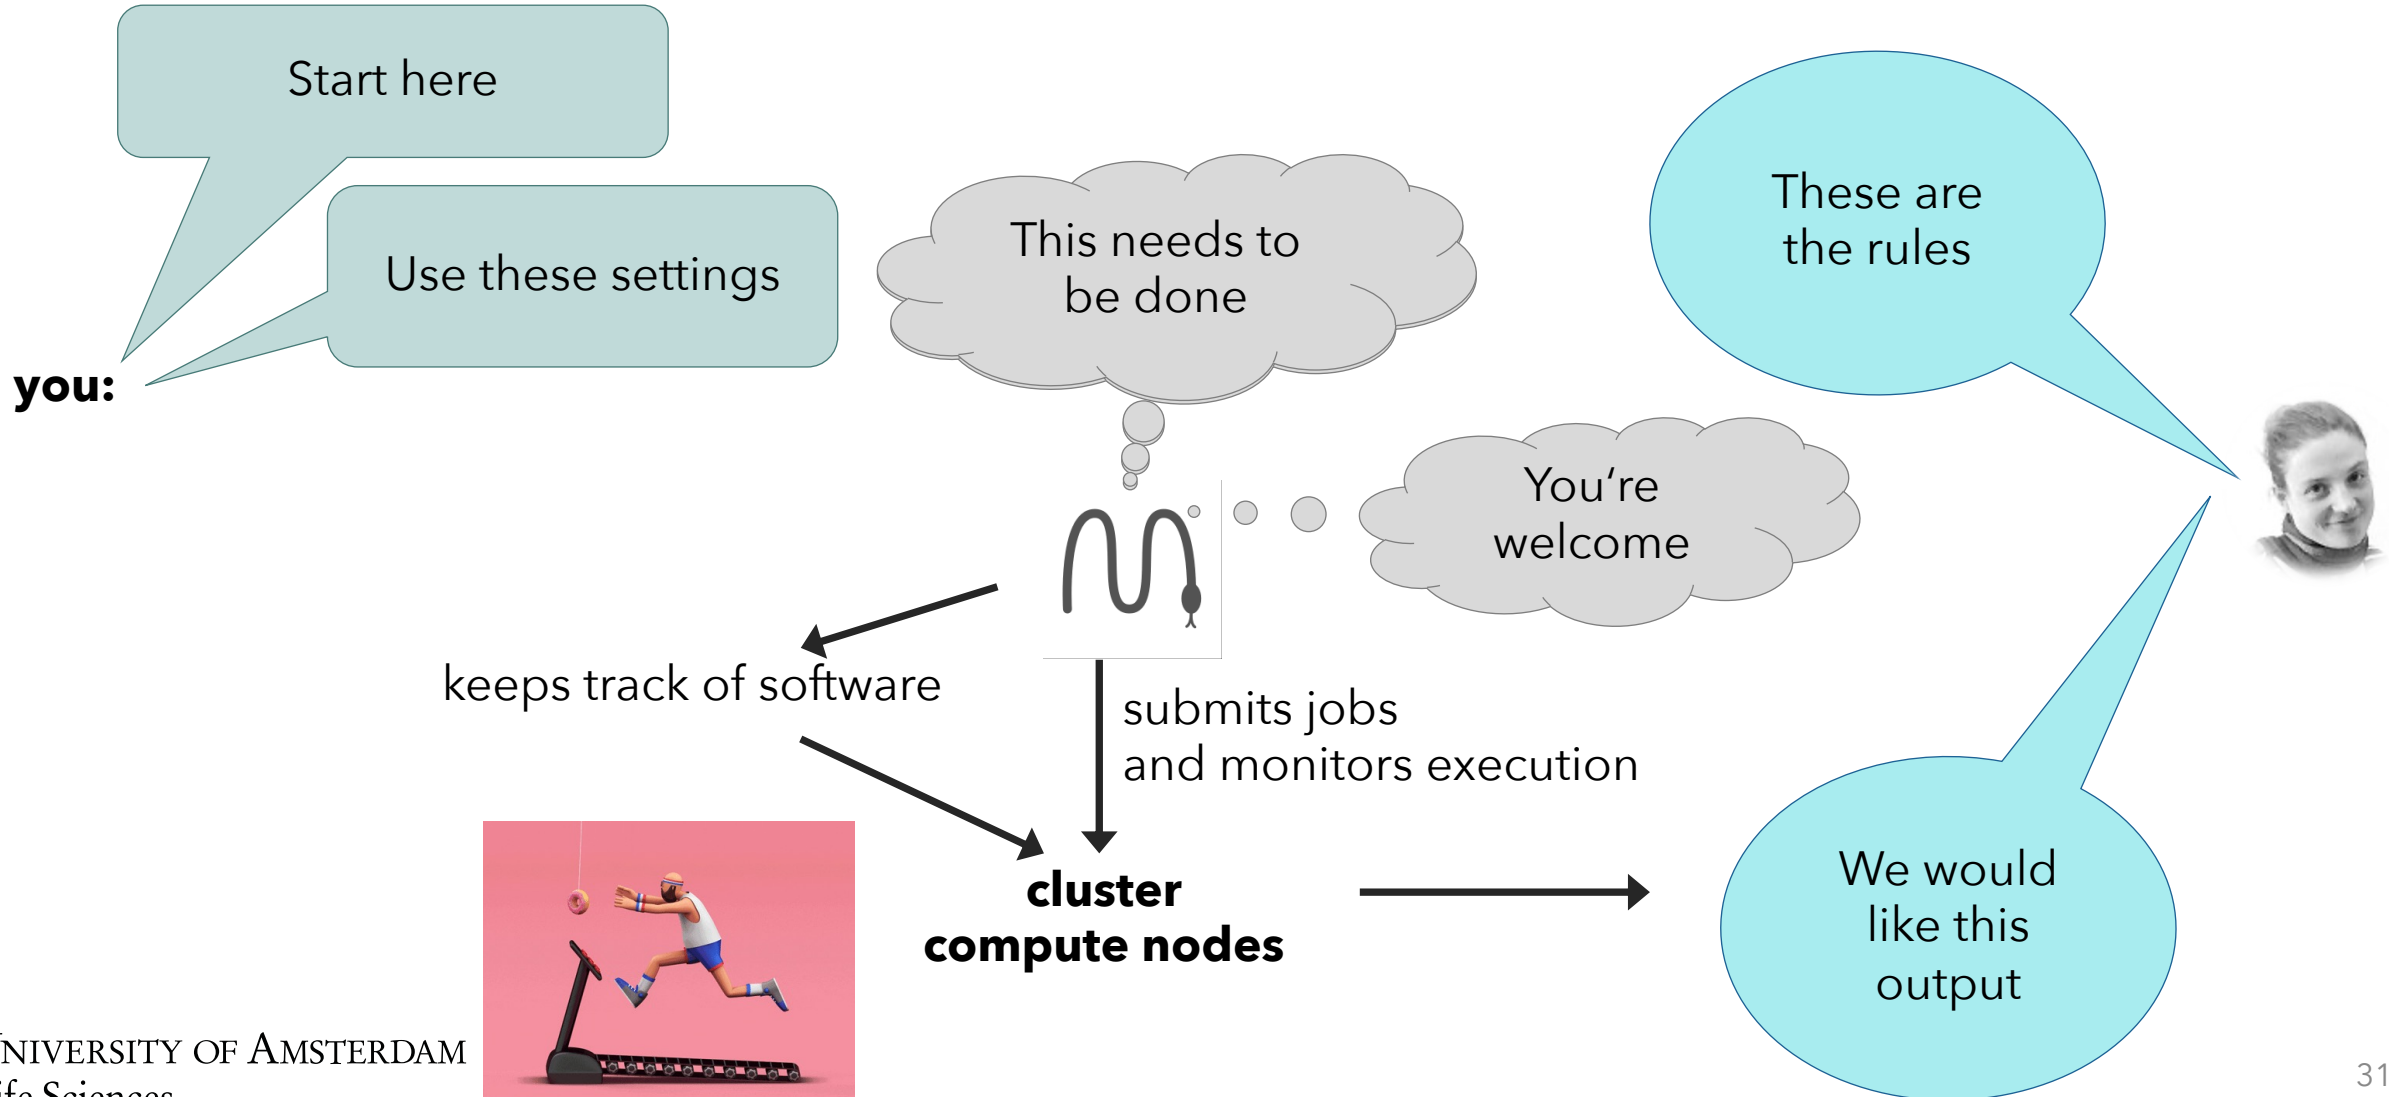 Start here
Use these settings
you:
This needs to
be done
These are
the rules
You're
welcome
keeps track of software
submits jobs
and monitors execution
cluster
compute nodes
We would
like this
output
NIVERSITY OF AMSTERDAM
ife Sciences
31